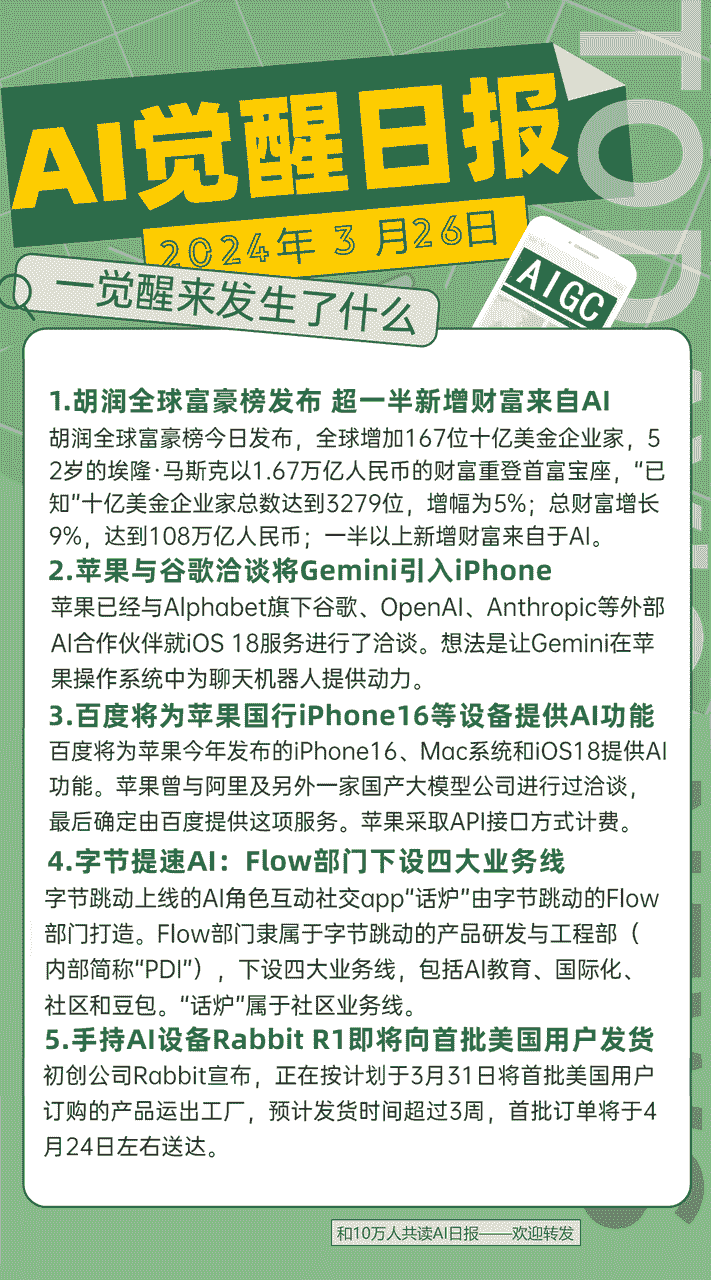 AI觉醒日报
2024年 3 月26日
一觉醒来发生了什么
AIGC
1.胡润全球富豪榜发布 超一半新增财富来自AI
胡润全球富豪榜今日发布，全球增加167位十亿美金企业家，5
2岁的埃隆·马斯克以1.67万亿人民币的财富重登首富宝座，“已
知”十亿美金企业家总数达到3279位，增幅为5%；总财富增长
9%，达到108万亿人民币；一半以上新增财富来自于AI。
2.苹果与谷歌洽谈将Gemini引入iPhone
苹果已经与Alphabet旗下谷歌、OpenAI、Anthropic等外部
AI合作伙伴就iOS 18服务进行了洽谈。想法是让Gemini在苹
果操作系统中为聊天机器人提供动力。
3.百度将为苹果国行iPhone16等设备提供AI功能
百度将为苹果今年发布的iPhone16、Mac系统和iOS18提供AI
功能。苹果曾与阿里及另外一家国产大模型公司进行过洽谈，
最后确定由百度提供这项服务。苹果采取API接口方式计费。
4.字节提速AI：Flow部门下设四大业务线
字节跳动上线的AI角色互动社交app“话炉”由字节跳动的Flow
部门打造。Flow部门隶属于字节跳动的产品研发与工程部（
内部简称“PDI”），下设四大业务线，包括AI教育、国际化、
社区和豆包。“话炉”属于社区业务线。
5.手持AI设备Rabbit R1即将向首批美国用户发货
初创公司Rabbit宣布，正在按计划于3月31日将首批美国用户
订购的产品运出工厂，预计发货时间超过3周，首批订单将于4
月24日左右送达。
和10万人共读AI日报——欢迎转发